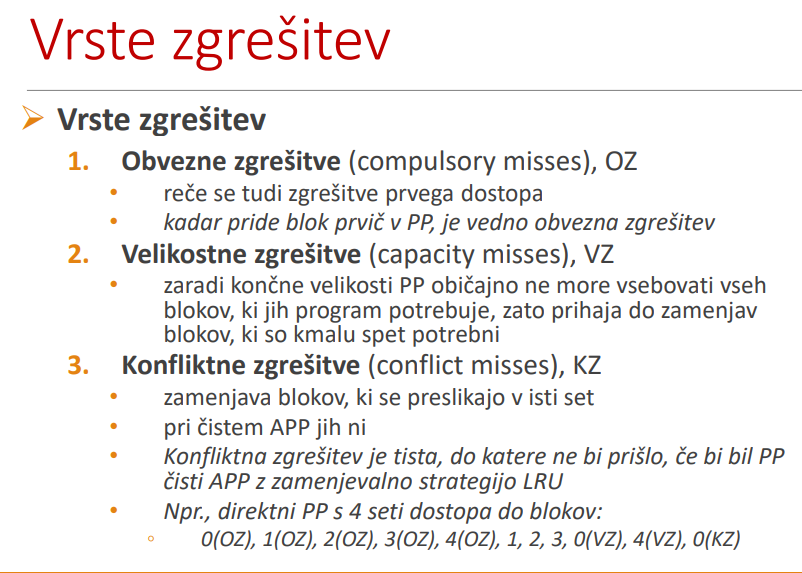 Vrste zgrešitev
Vrste zgrešitev
1. Obvezne zgrešitve (compulsory misses), OZ
• reče se tudi zgrešitve prvega dostopa
• kadar pride blok prvič v PP, je vedno obvezna zgrešitev
2. Velikostne zgrešitve (capacity misses), VZ
• zaradi končne velikosti PP običajno ne more vsebovati vseh
blokov, ki jih program potrebuje, zato prihaja do zamenjav
blokov, ki so kmalu spet potrebni
3. Konfliktne zgrešitve (conflict misses), KZ
• zamenjava blokov, ki se preslikajo v isti set
• pri čistem APP jih ni
• Konfliktna zgrešitev je tista, do katere ne bi prišlo, če bi bil PP
čisti APP z zamenjevalno strategijo LRU
• Npr., direktni PP s 4 seti dostopa do blokov:
◦ 0(OZ), 1(OZ), 2(OZ), 3(OZ), 4(OZ), 1, 2, 3, 0(VZ), 4(VZ), 0(KZ)